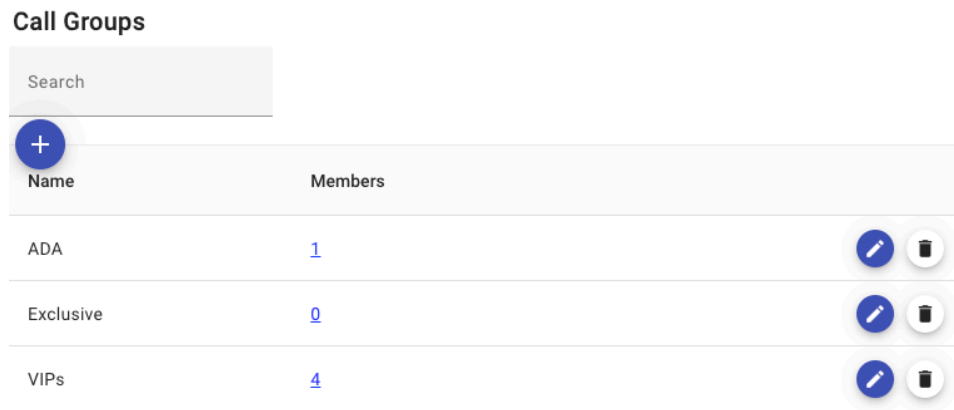 Call Groups
Search
Name Members
ADA 1
Exclusive 0
VIPs 4